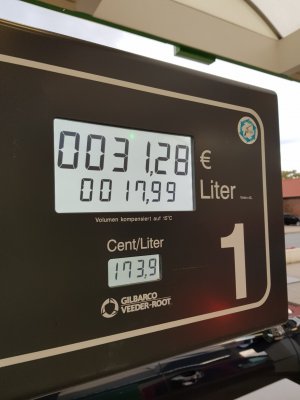 0031,28 €
0017,99 Liter
Volumen kompensiert auf 15°C
Cent/Liter
173,9
1
GILBARCO
VEEDER-ROOT